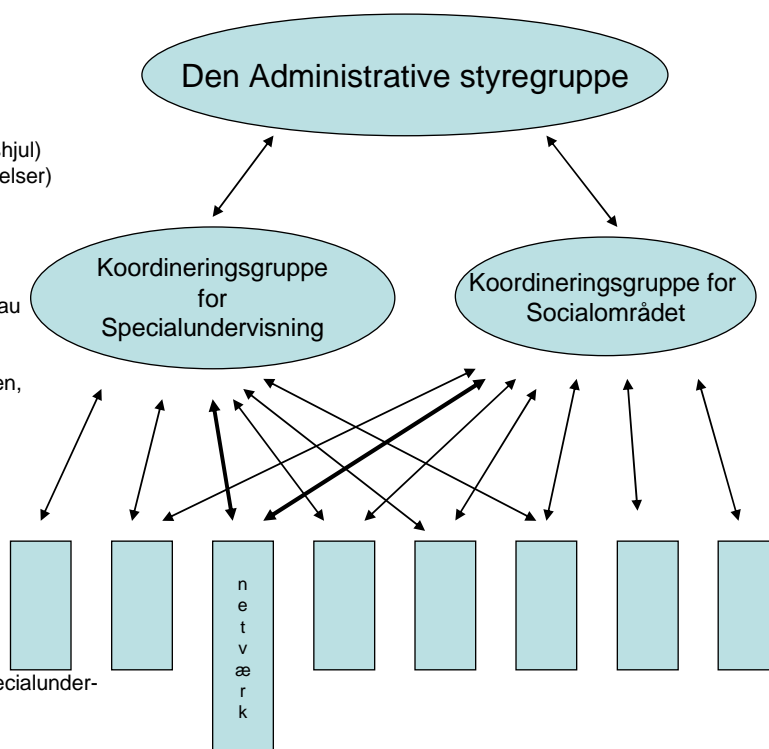 Den Administrative styregruppe
hjul)
elser)
Koordineringsgruppe
for
Specialundervisning
Koordineringsgruppe for
Socialområdet
au
en,
n
e
t
v
æ
r
k
ecialunder-